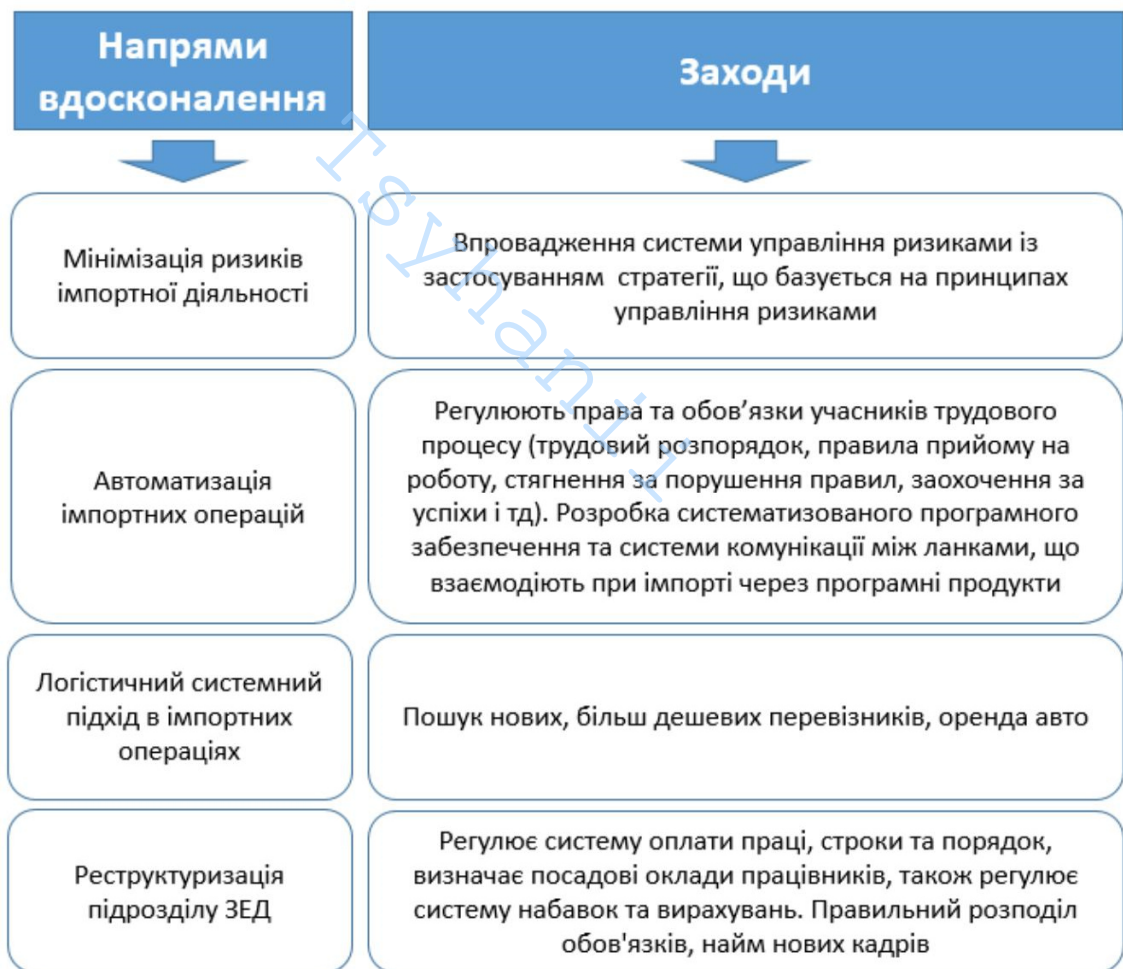 Напрями
вдосконалення
Заходи
Мінімізація ризиків
імпортної діяльності
Впровадження системи управління ризиками із
застосуванням стратегії, що базується на принципах
управління ризиками
Автоматизація
імпортних операцій
Регулюють права та обов’язки учасників трудового
процесу (трудовий розпорядок, правила прийому на
роботу, стягнення за порушення правил, заохочення за
успіхи і тд). Розробка систематизованого програмного
забезпечення та системи комунікації між ланками, що
взаємодіють при імпорті через програмні продукти
Логістичний системний
підхід в імпортних
операціях
Пошук нових, більш дешевих перевізників, оренда авто
Реструктуризація
підрозділу ЗЕД
Регулює систему оплати праці, строки та порядок,
визначає посадові оклади працівників, також регулює
систему набавок та вирахувань. Правильний розподіл
обов'язків, найм нових кадрів
Tsyhanii